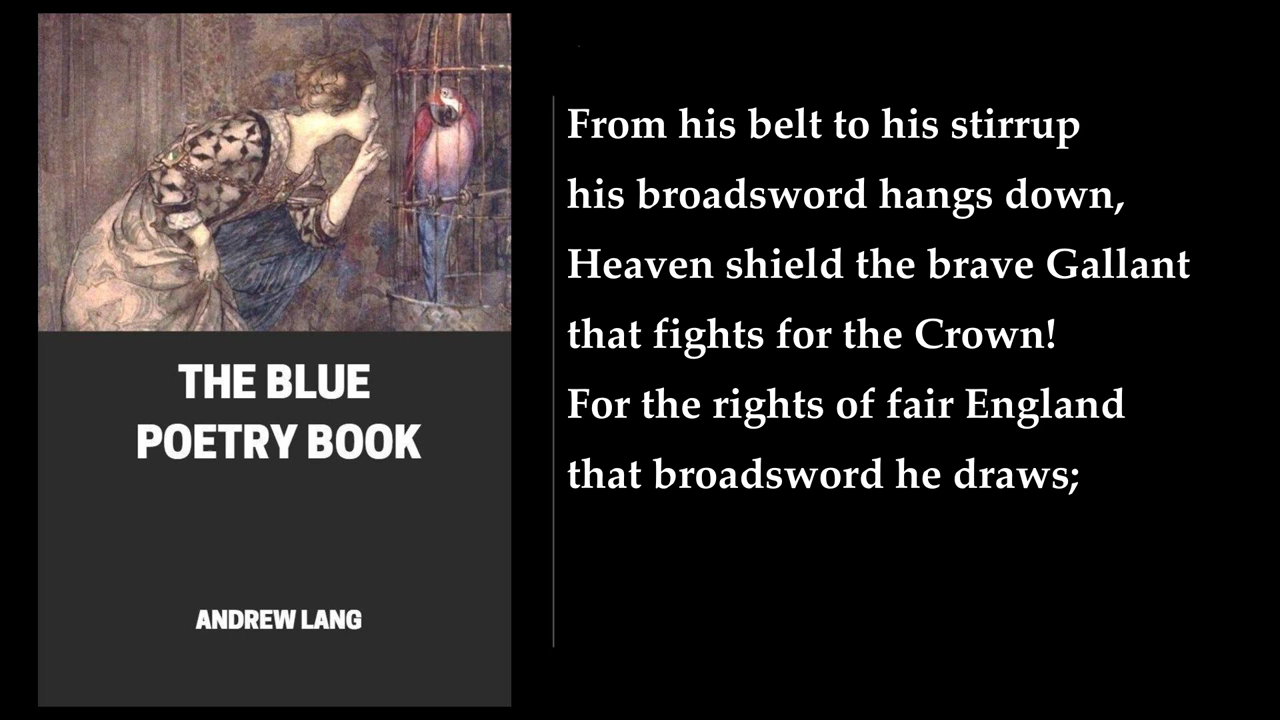 THE BLUE
POETRY BOOK
ANDREW LANG
From his belt to his stirrup
his broadsword hangs down,
Heaven shield the brave Gallant
that fights for the Crown!
For the rights of fair England
that broadsword he draws;